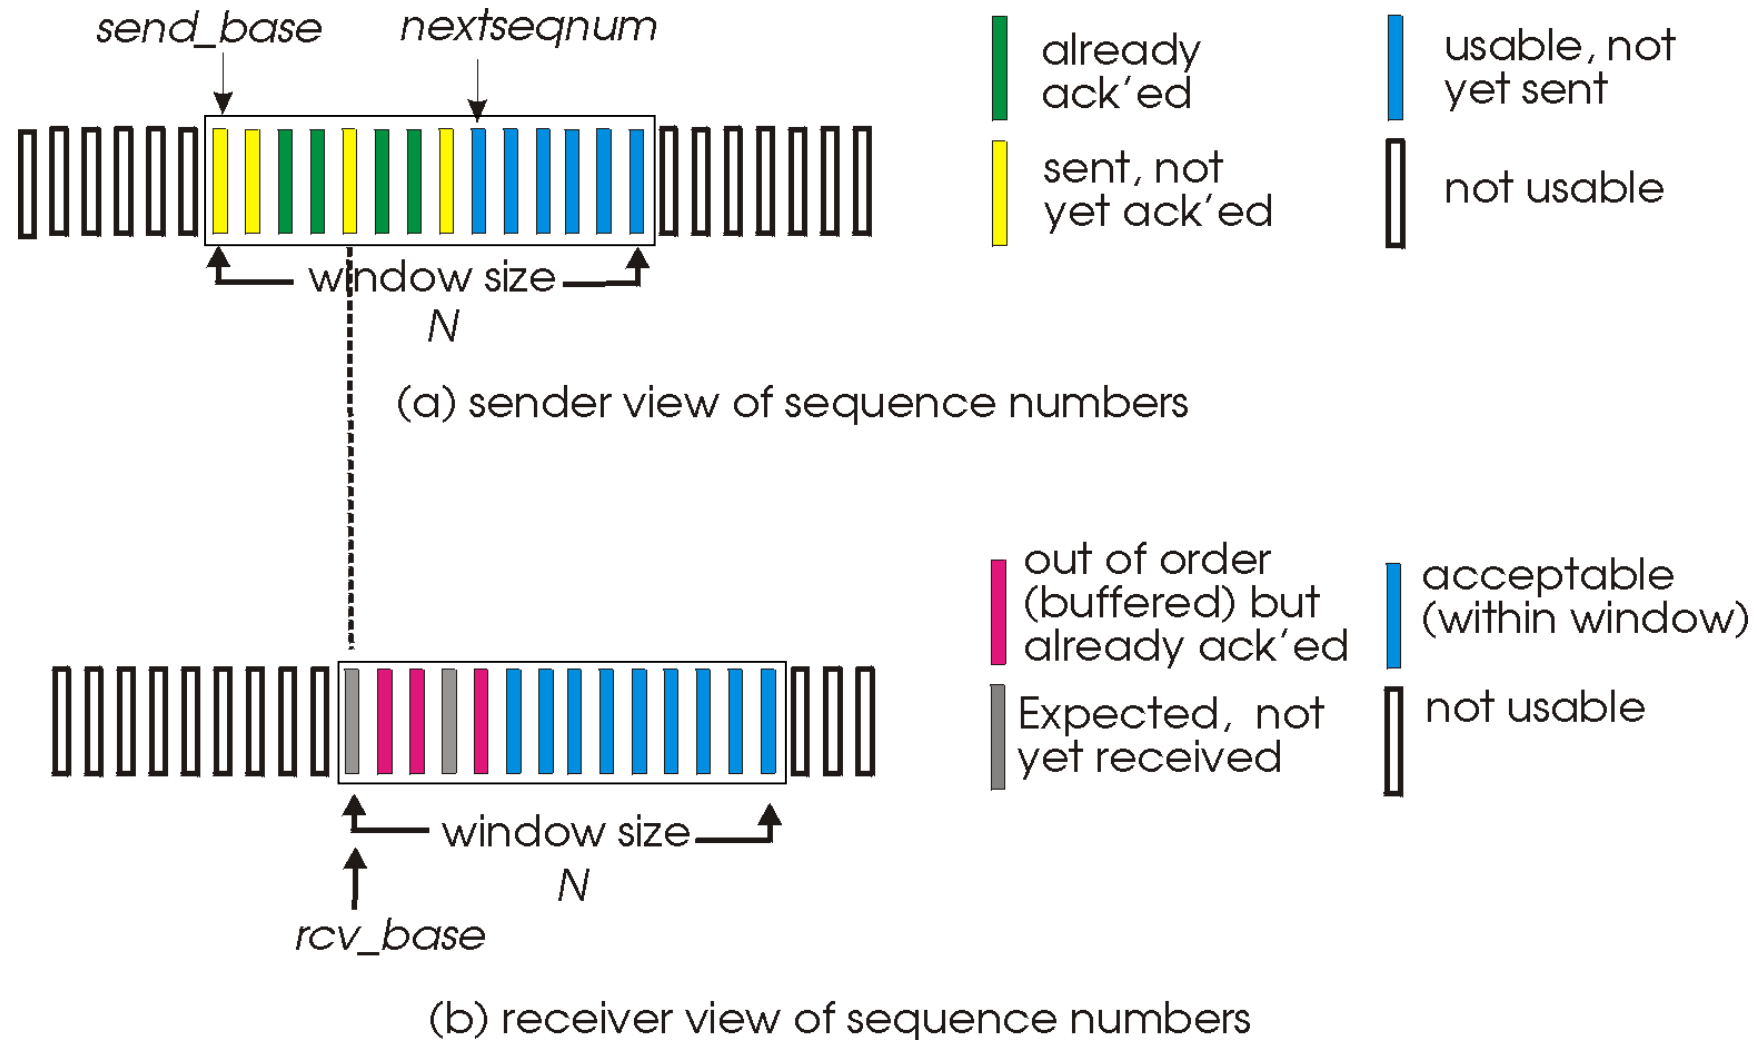 send_base
nextseqnum
already
ack'ed
usable, not
yet sent
sent, not
yet ack'ed
not usable
window size
N
(a) sender view of sequence numbers
out of order
(buffered) but
already ack'ed
acceptable
(within window)
Expected, not
yet received
not usable
window size
N
rcv_base
(b) receiver view of sequence numbers